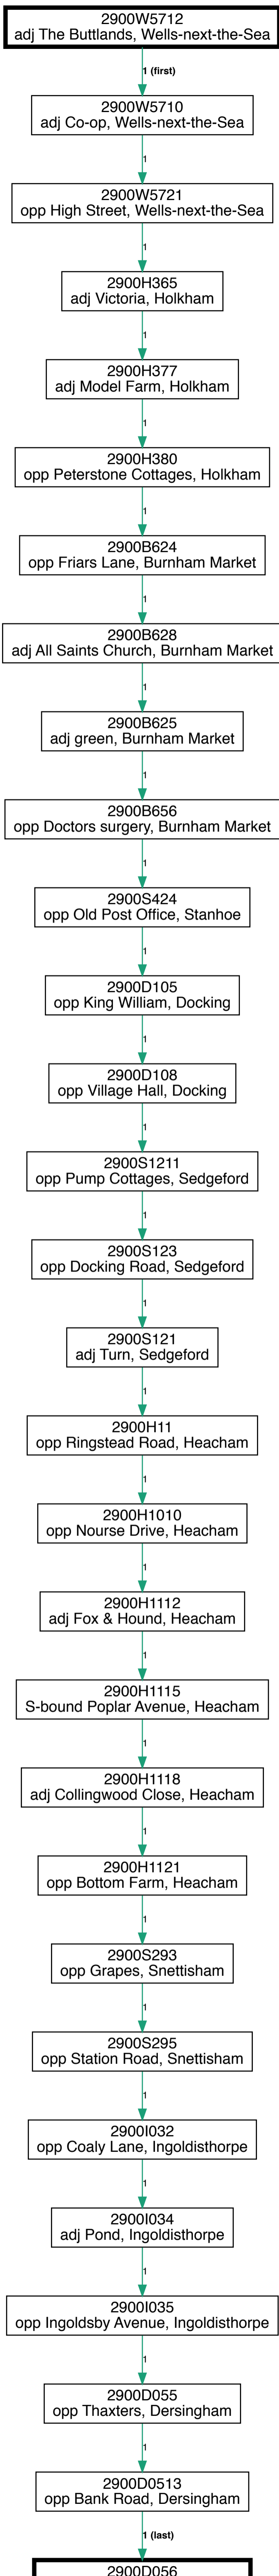 2900W5712
adj The Buttlands, Wells-next-the-Sea
1 (first)
2900W5710
adj Co-op, Wells-next-the-Sea
1
2900W5721
opp High Street, Wells-next-the-Sea
1
2900H365
adj Victoria, Holkham
1
2900H377
adj Model Farm, Holkham
1
2900H380
opp Peterstone Cottages, Holkham
1
2900B624
opp Friars Lane, Burnham Market
1
2900B628
adj All Saints Church, Burnham Market
1
2900B625
adj green, Burnham Market
1
2900B656
opp Doctors surgery, Burnham Market
1
2900S424
opp Old Post Office, Stanhoe
1
2900D105
opp King William, Docking
1
2900D108
opp Village Hall, Docking
1
2900S1211
opp Pump Cottages, Sedgeford
1
2900S123
opp Docking Road, Sedgeford
1
2900S121
adj Turn, Sedgeford
1
2900H11
opp Ringstead Road, Heacham
1
2900H1010
opp Nourse Drive, Heacham
1
2900H1112
adj Fox & Hound, Heacham
1
2900H1115
S-bound Poplar Avenue, Heacham
1
2900H1118
adj Collingwood Close, Heacham
1
2900H1121
opp Bottom Farm, Heacham
1
2900S293
opp Grapes, Snettisham
1
2900S295
opp Station Road, Snettisham
1
2900I032
opp Coaly Lane, Ingoldisthorpe
1
2900I034
adj Pond, Ingoldisthorpe
1
2900I035
opp Ingoldsby Avenue, Ingoldisthorpe
1
2900D055
opp Thaxters, Dersingham
1
2900D0513
opp Bank Road, Dersingham
1 (last)
2900D056